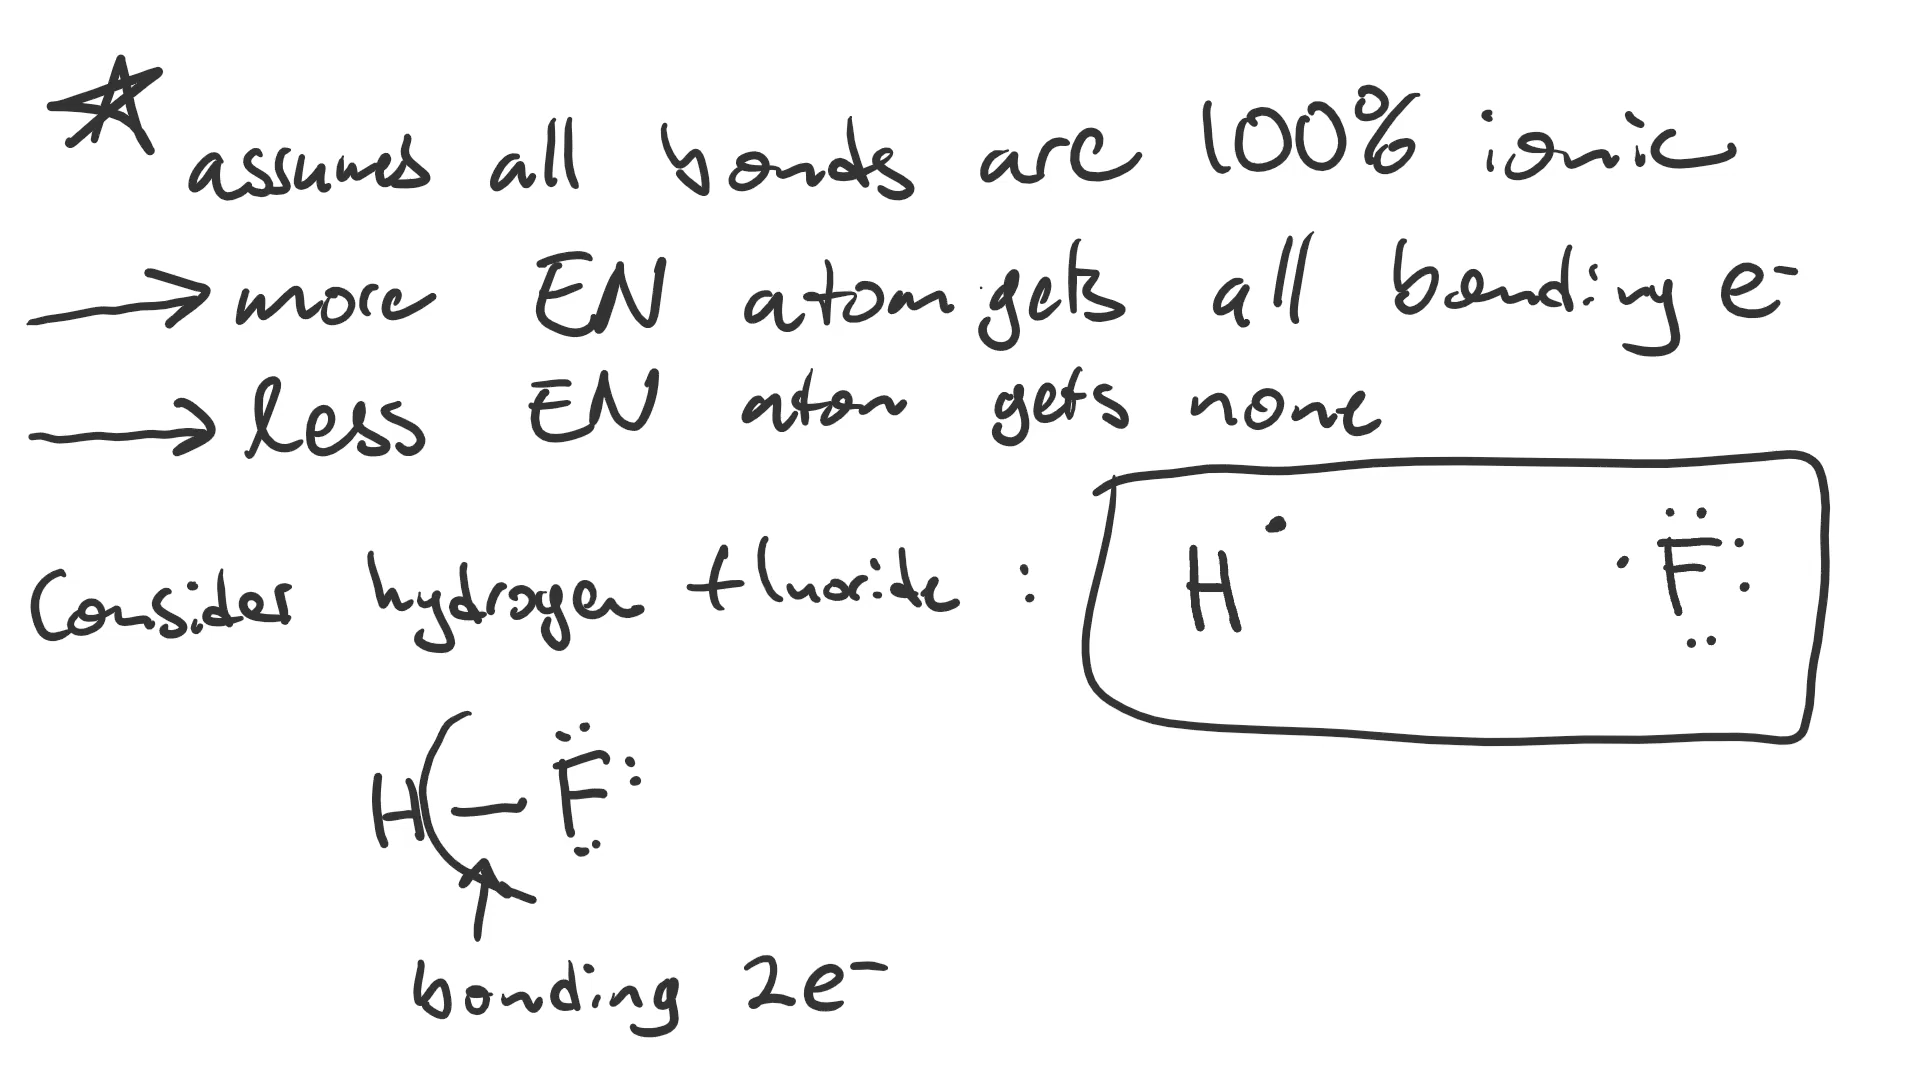 assumes all bonds are 100% ionic
→ more EN atom gets all bonding e⁻
→ less EN atom gets none
Consider hydrogen fluoride :
H F
H — F
bonding 2e⁻